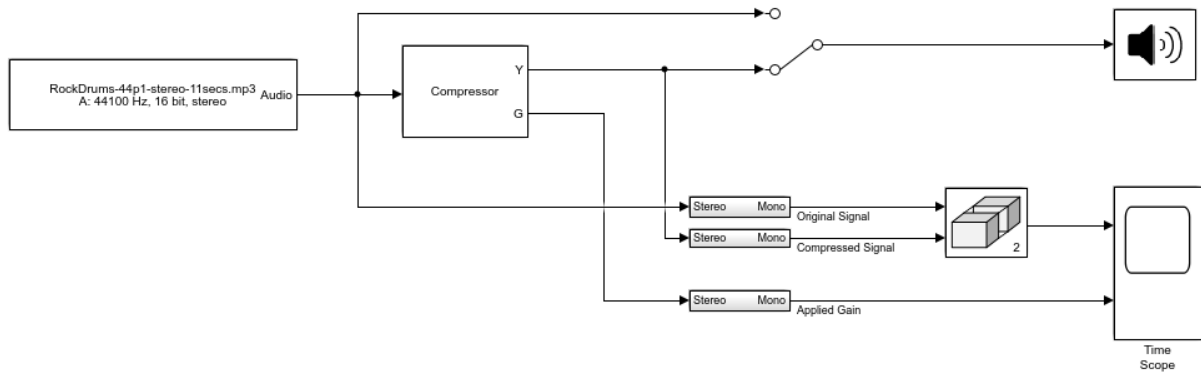 RockDrums-44p1-stereo-11secs.mp3
A: 44100 Hz, 16 bit, stereo
Audio
Compressor
Y
G
Stereo Mono
Original Signal
Stereo Mono
Compressed Signal
2
Stereo Mono
Applied Gain
Time
Scope